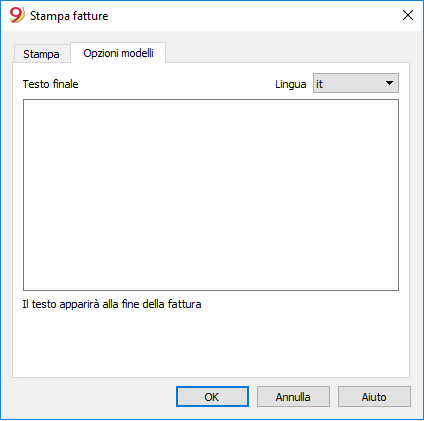 9 Stampa fatture
Stampa Opzioni modelli
Testo finale Lingua it
Il testo apparirà alla fine della fattura
OK Annulla Aiuto